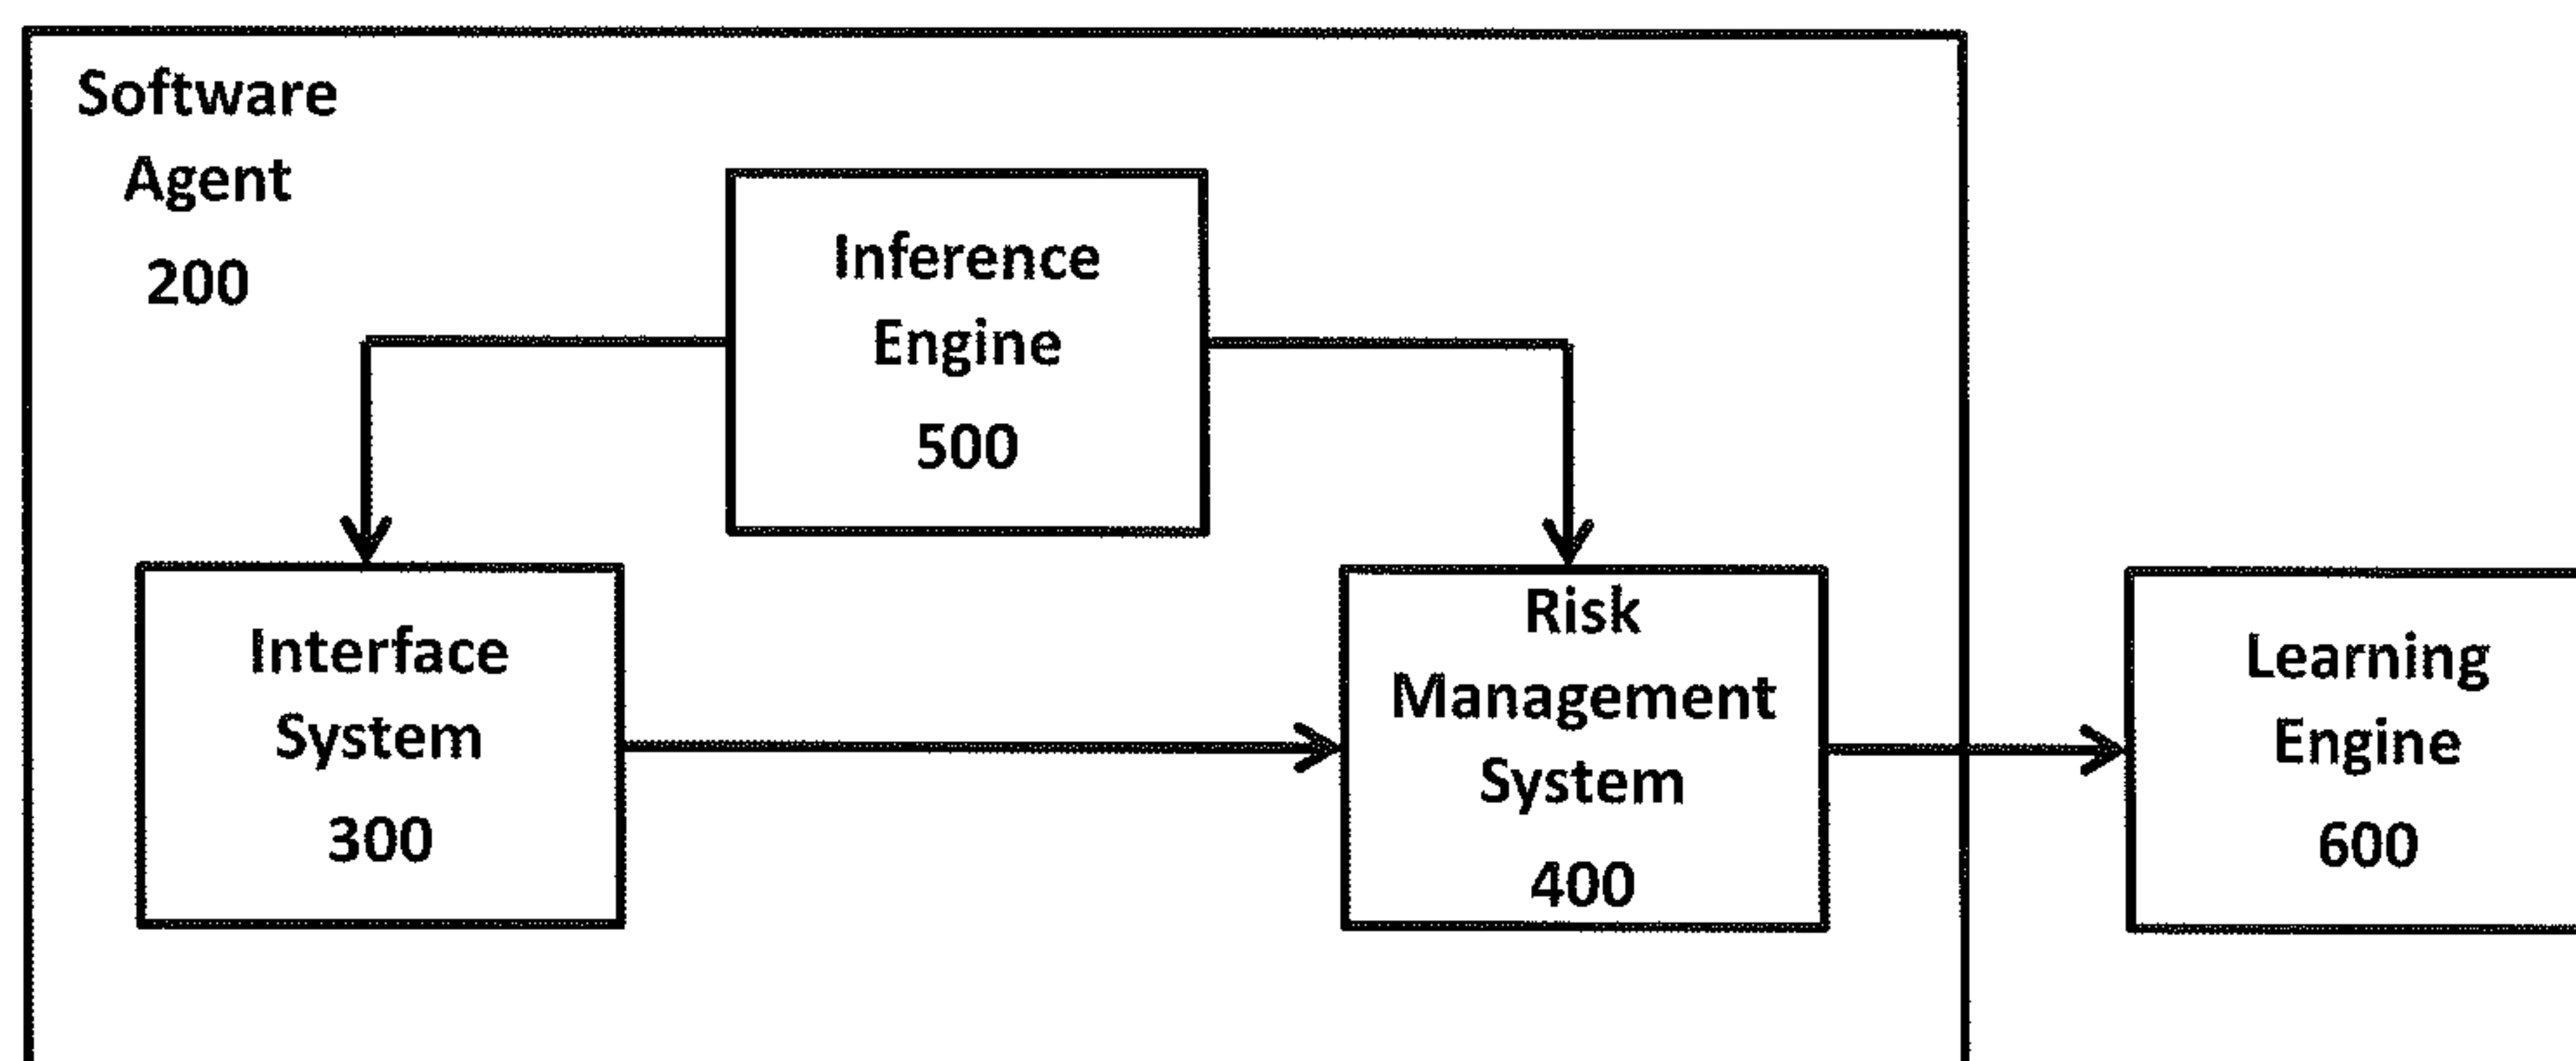 Software
Agent
200
Inference
Engine
500
Interface
System
300
Risk
Management
System
400
Learning
Engine
600